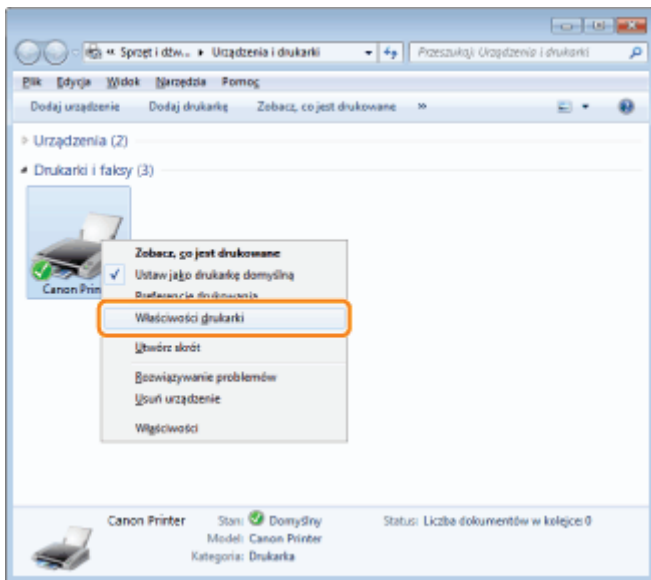 « Sprzęt i dźw... ▸ Urządzenia i drukarki
Przeszukaj: Urządzenia i drukarki
Plik Edycja Widok Narzędzia Pomoc
Dodaj urządzenie Dodaj drukarkę Zobacz, co jest drukowane »
Urządzenia (2)
Drukarki i faksy (3)
Canon Prin
Zobacz, co jest drukowane
Ustaw jako drukarkę domyślną
Preferencje drukowania
Właściwości drukarki
Utwórz skrót
Rozwiązywanie problemów
Usuń urządzenie
Właściwości
Canon Printer Stan: Domyślny Status: Liczba dokumentów w kolejce: 0
Model: Canon Printer
Kategoria: Drukarka